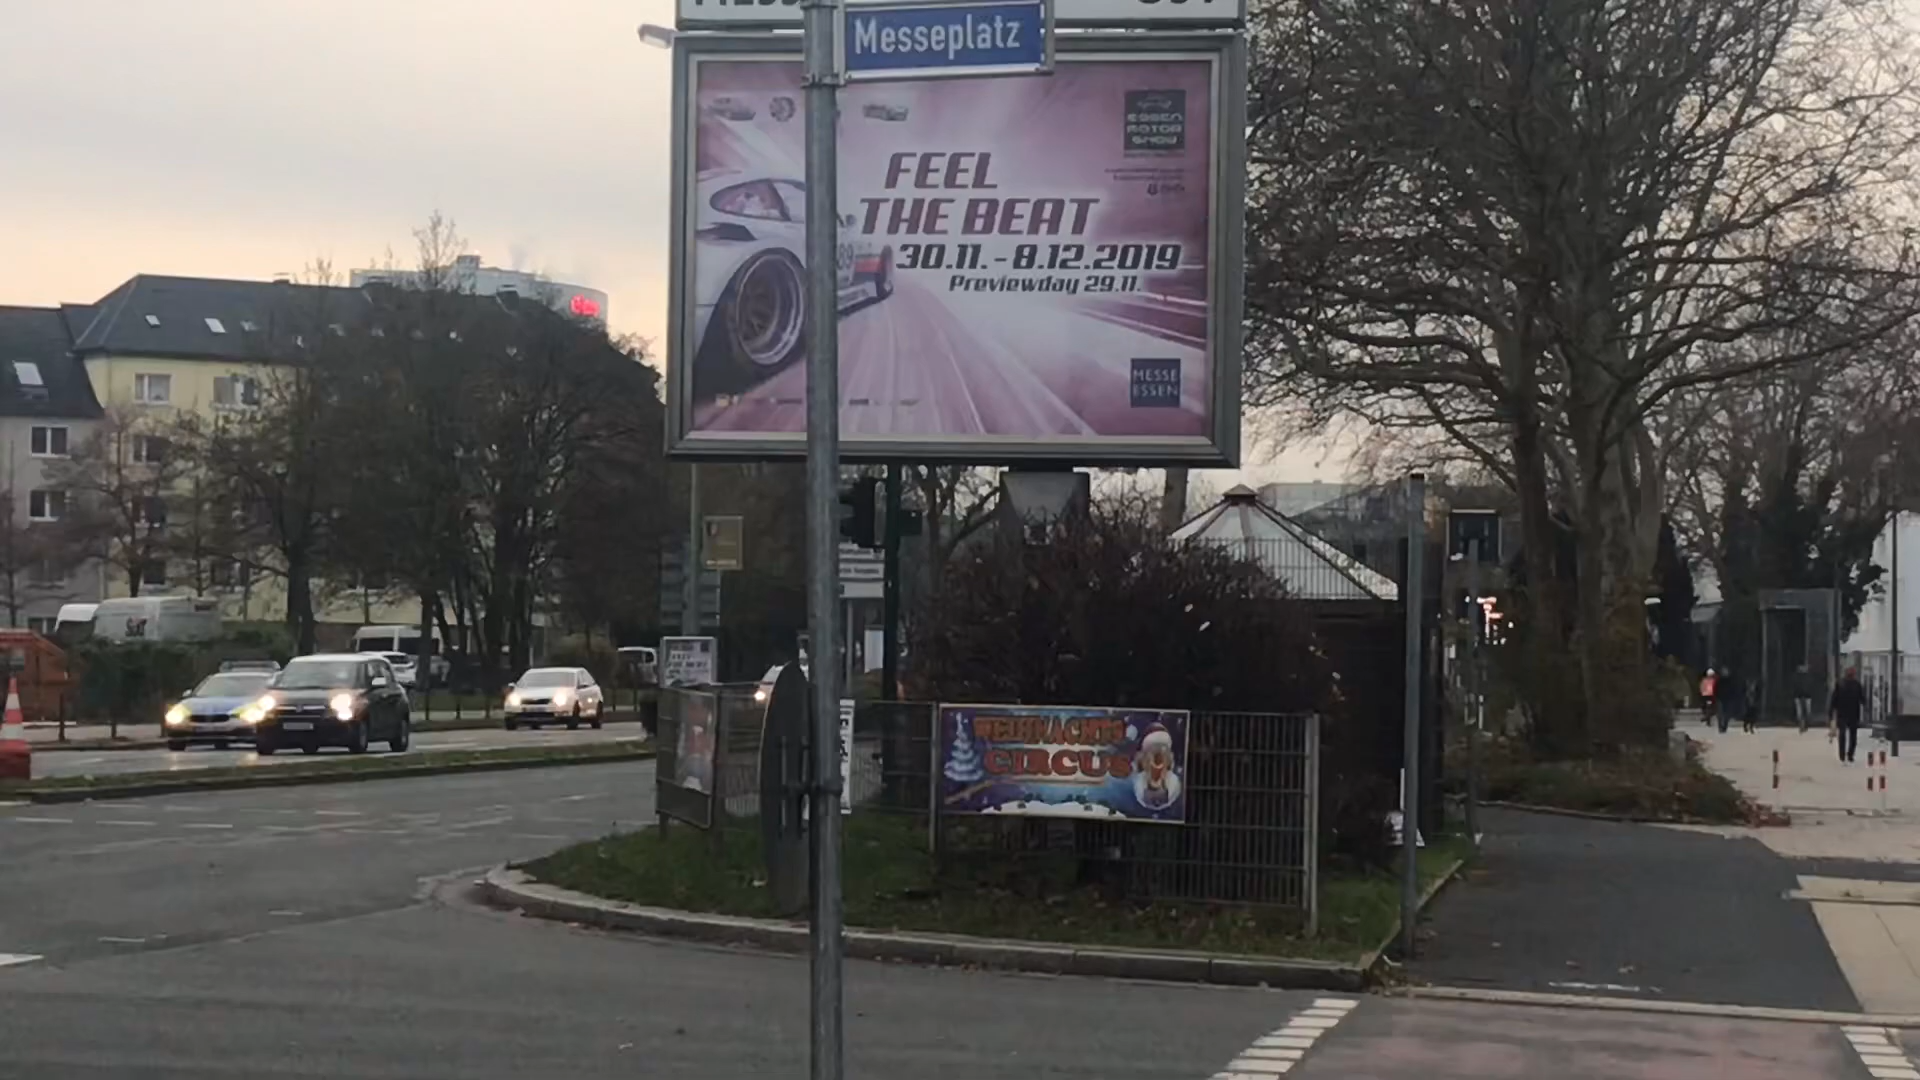 Messeplatz
ESSEN
MOTOR
SHOW
FEEL
THE BEAT
30.11.-8.12.2019
Previewday 29.11.
MESSE
ESSEN
WEIHNACHTS
CIRCUS